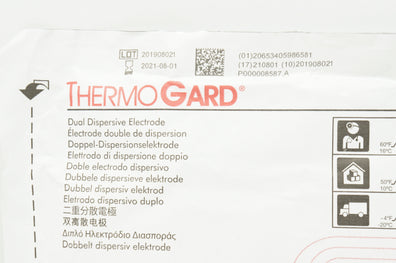 LOT 201908021
2021-08-01
(01)20653405986581
(17)210801 (10)201908021
P000008587 A
THERMOGARD®
Dual Dispersive Electrode
Électrode double de dispersion
Doppel-Dispersionselektrode
Elettrodo di dispersione doppio
Doble electrodo dispersivo
Dubbele dispersieve elektrode
Dubbel dispersiv elektrod
Eletrodo dispersivo duplo
二重分散電極
双离散电极
Διπλό Ηλεκτρόδιο Διασποράς
Dobbelt dispersiv elektrode
60°F
16°C
50°F
10°C
-4°F
-20°C